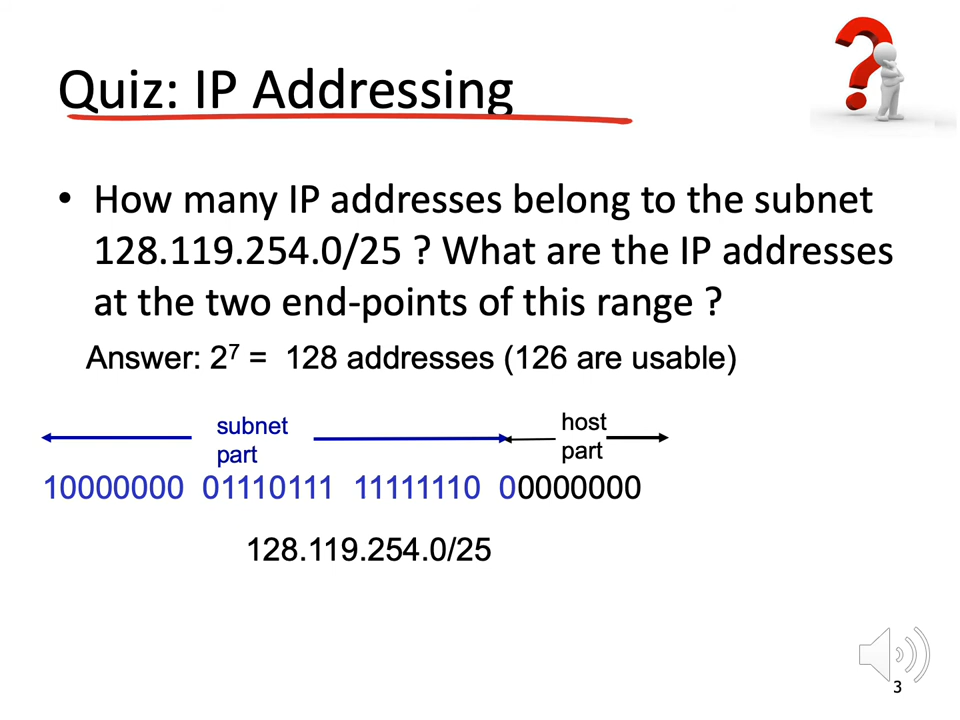 Quiz: IP Addressing
• How many IP addresses belong to the subnet
128.119.254.0/25 ? What are the IP addresses
at the two end-points of this range ?
Answer: 2⁷ = 128 addresses (126 are usable)
subnet
part
host
part
10000000 01110111 11111110 00000000
128.119.254.0/25
3